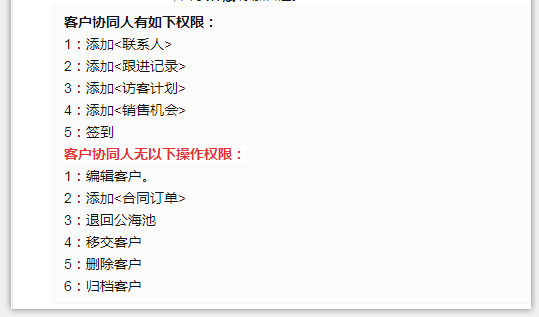 客户协同人有如下权限：
1：添加<联系人>
2：添加<跟进记录>
3：添加<访客计划>
4：添加<销售机会>
5：签到
客户协同人无以下操作权限：
1：编辑客户。
2：添加<合同订单>
3：退回公海池
4：移交客户
5：删除客户
6：归档客户